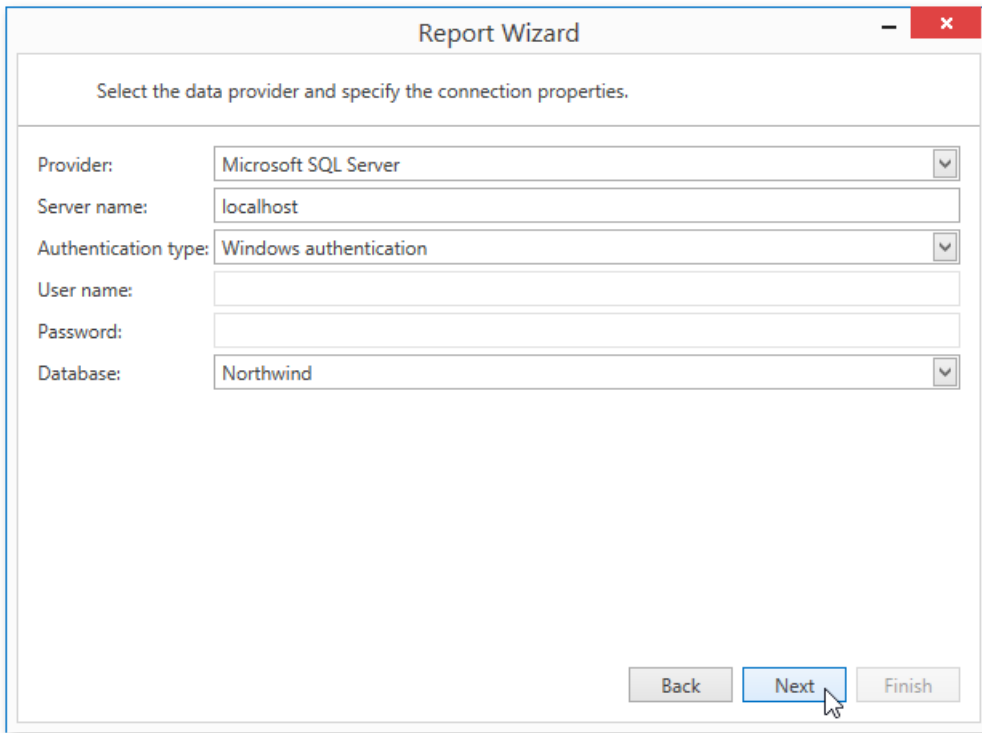 Report Wizard
Select the data provider and specify the connection properties.
Provider: Microsoft SQL Server
Server name: localhost
Authentication type: Windows authentication
User name:
Password:
Database: Northwind
Back Next Finish